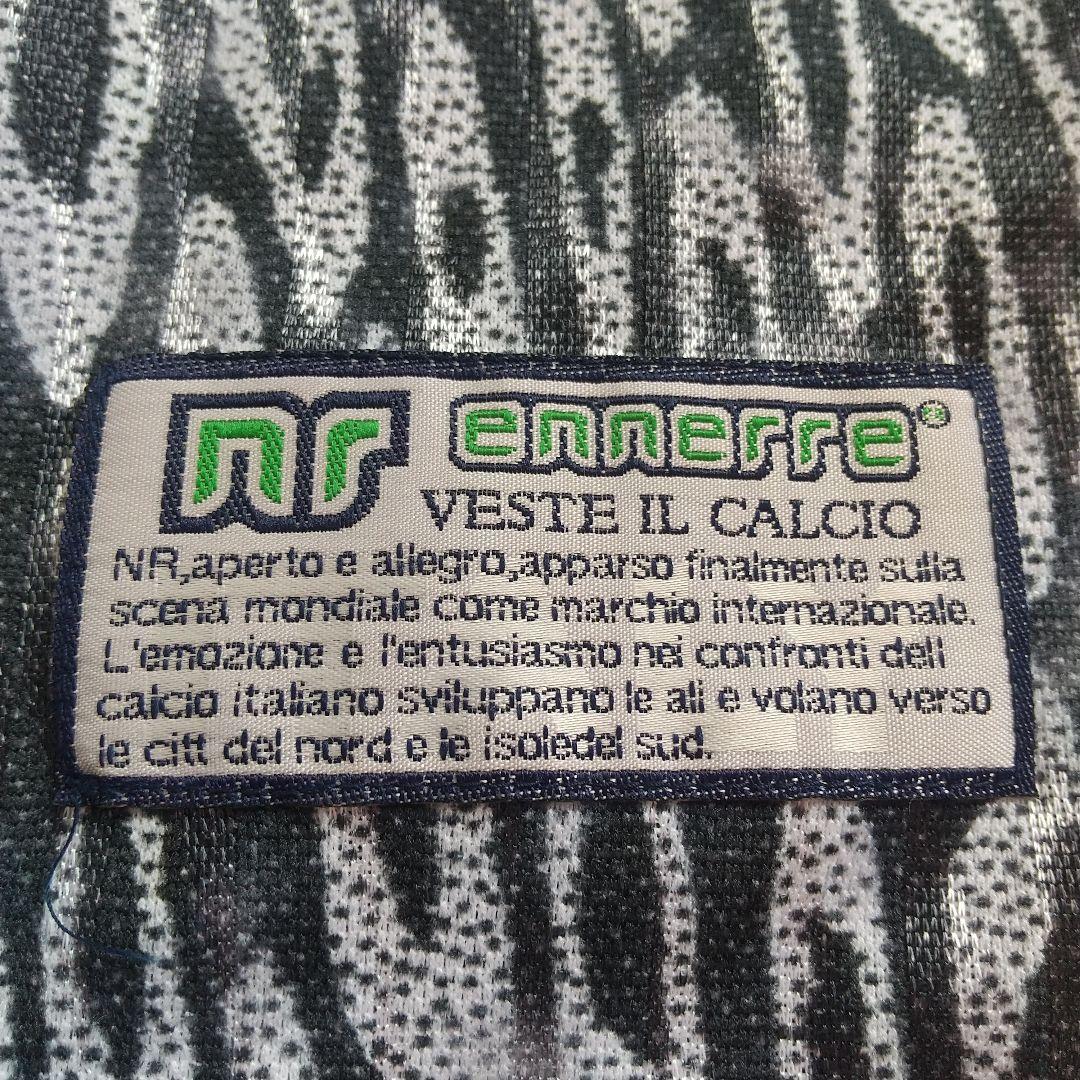 nr ennerre®
VESTE IL CALCIO
NR,aperto e allegro,apparso finalmente sulla
scena mondiale come marchio internazionale.
L'emozione e l'entusiasmo nei confronti dell
calcio italiano sviluppano le ali e volano verso
le citt del nord e le isoledel sud.